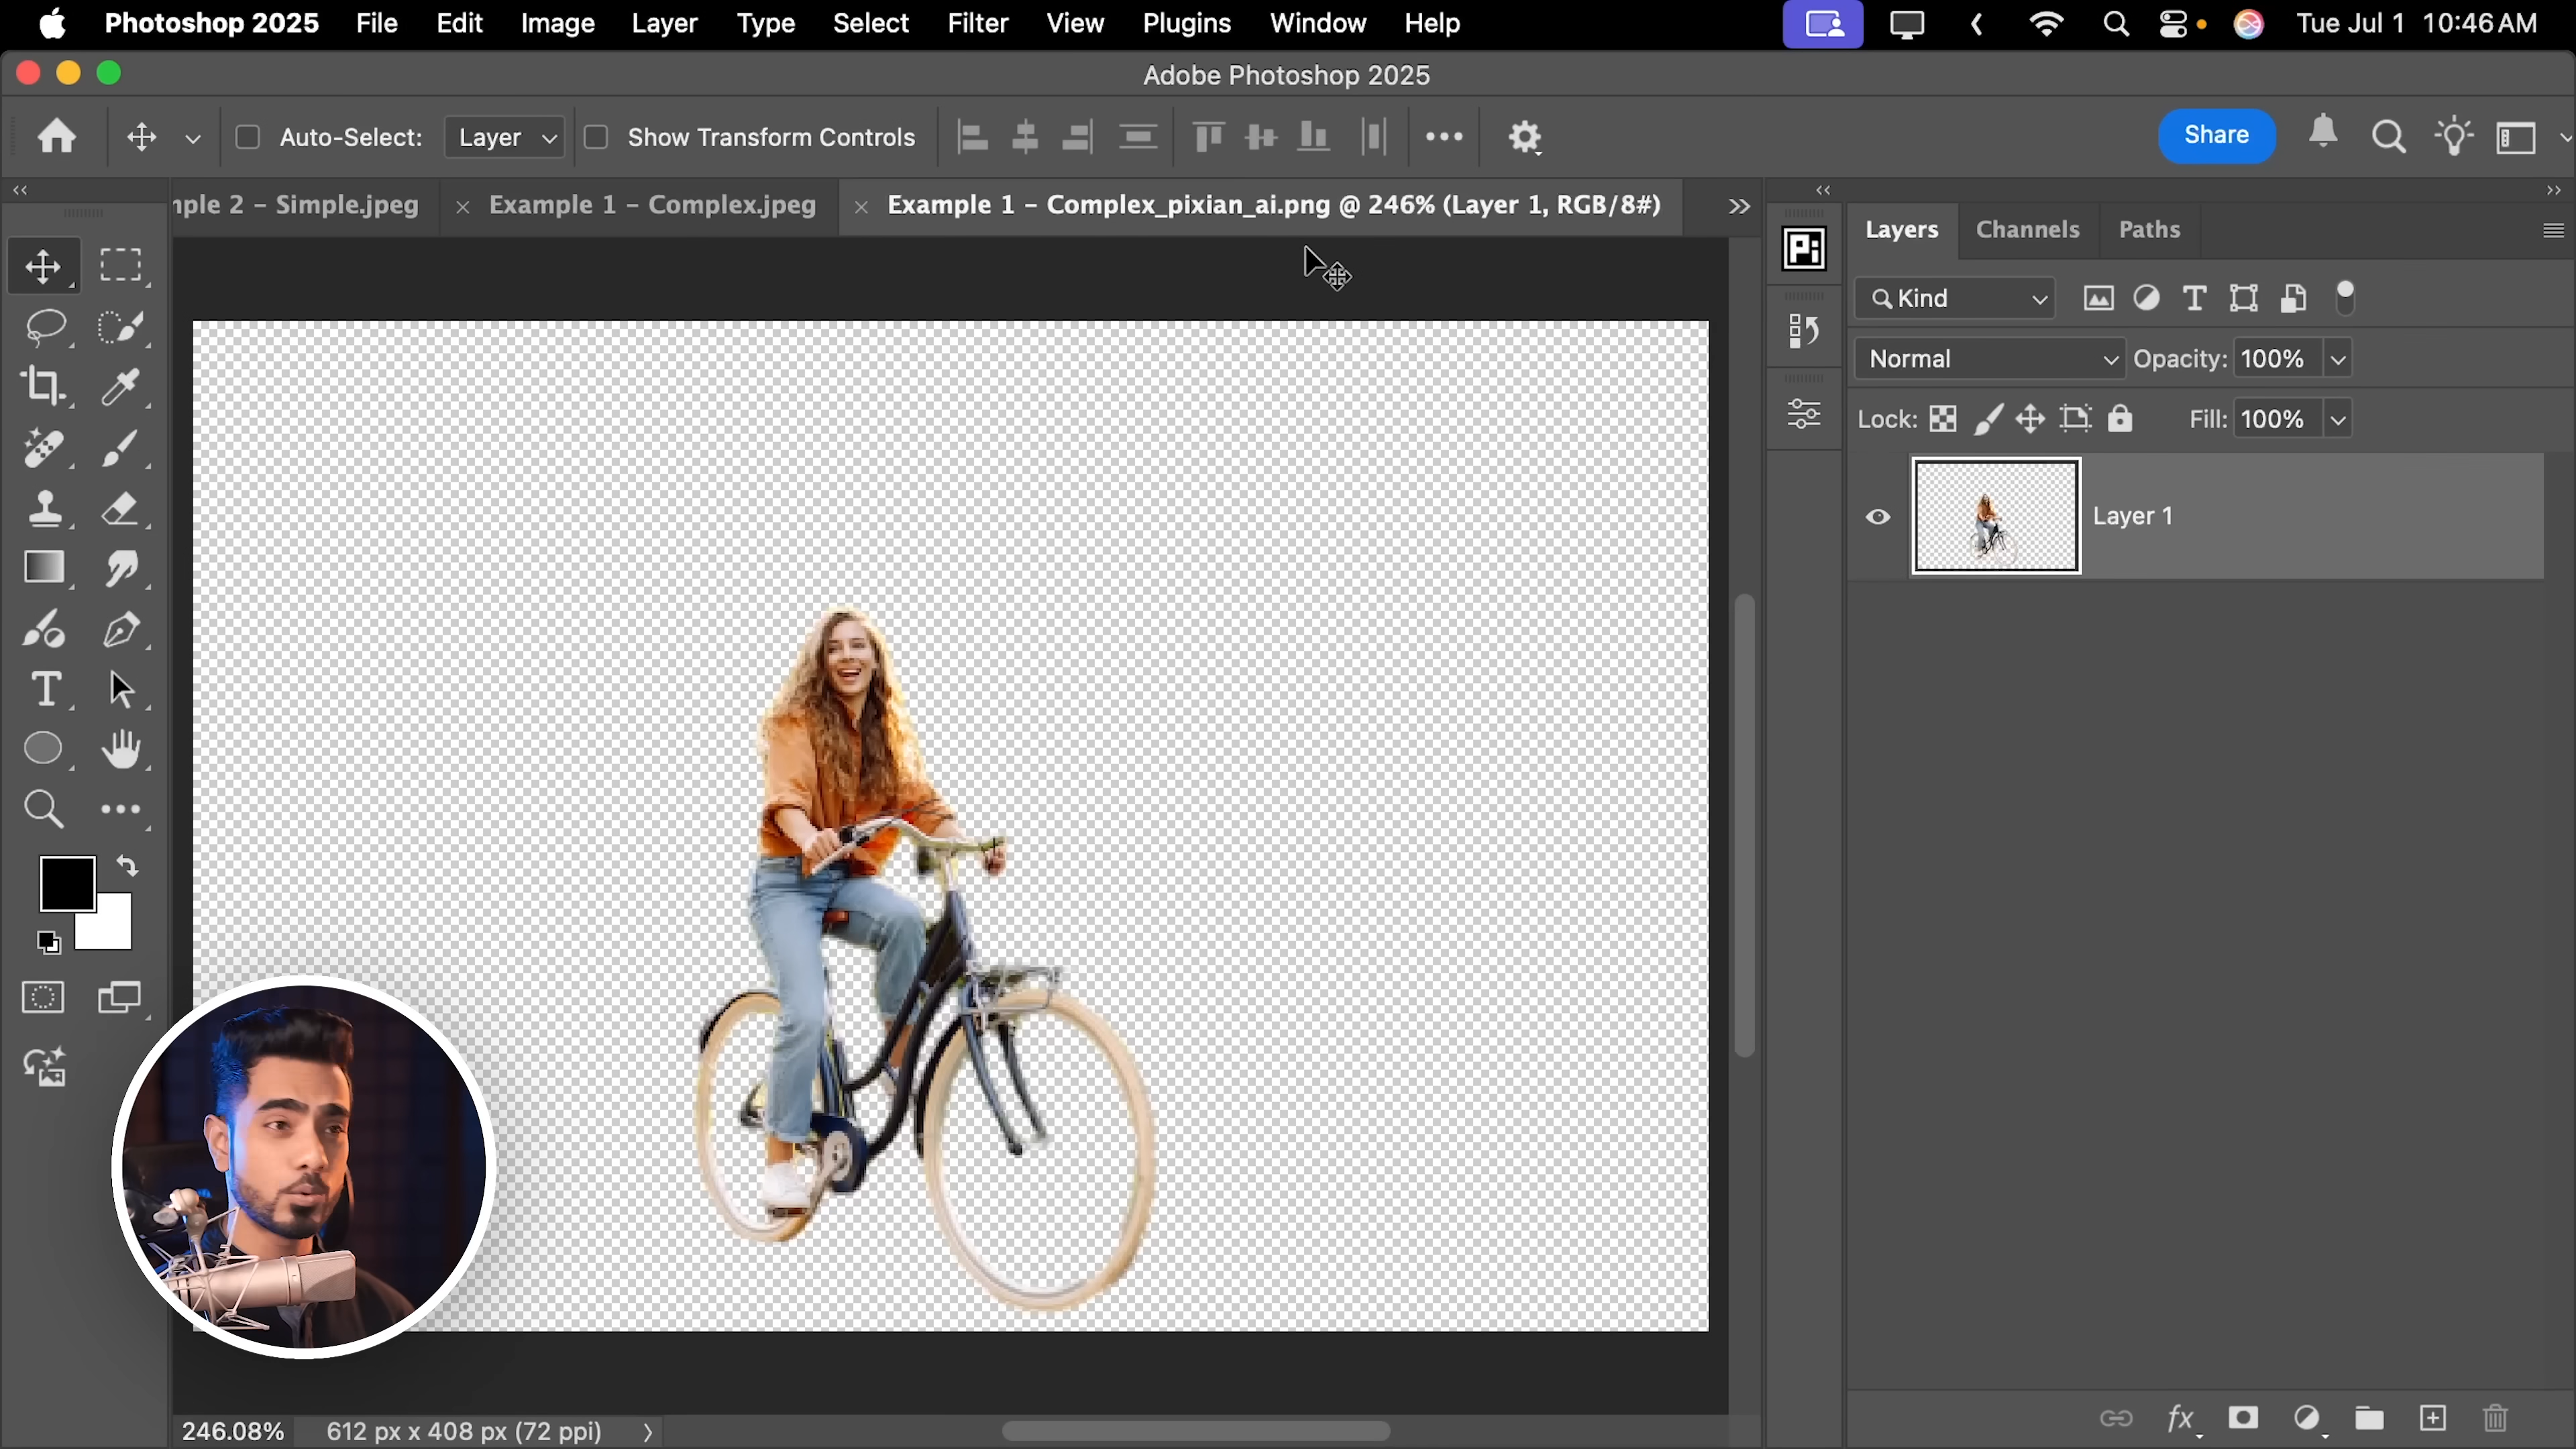 Photoshop 2025 File Edit Image Layer Type Select Filter View Plugins Window Help Tue Jul 1 10:46 AM
Adobe Photoshop 2025
Auto-Select: Layer Show Transform Controls Share
nple 2 – Simple.jpeg Example 1 – Complex.jpeg Example 1 – Complex_pixian_ai.png @ 246% (Layer 1, RGB/8#)
Pi
Layers Channels Paths
Kind
Normal Opacity: 100%
Lock: Fill: 100%
Layer 1
246.08% 612 px x 408 px (72 ppi)
fx